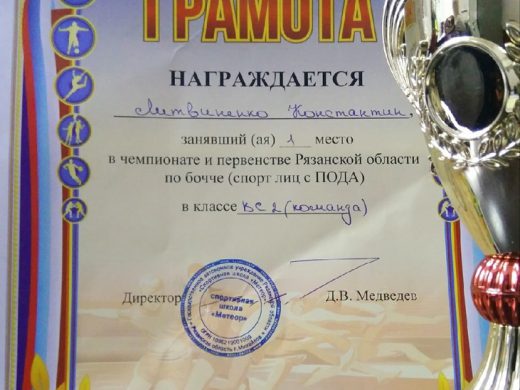 ГРАМОТА
НАГРАЖДАЕТСЯ
Литвиненко Константин,
занявший (ая) 1 место
в чемпионате и первенстве Рязанской области
по бочче (спорт лиц с ПОДА)
в классе ВС 2 (команда)
Директор
Д.В. Медведев
спортивная
школа
«Метеор»